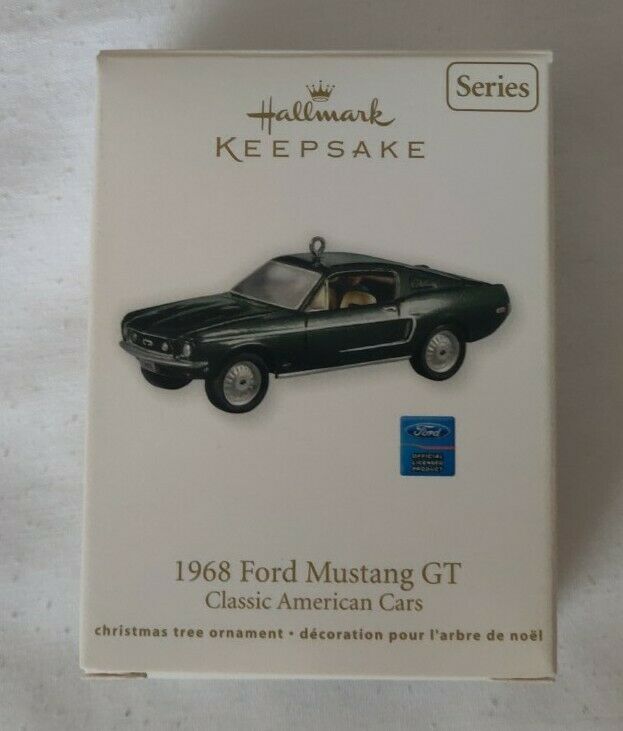 Series
Hallmark
KEEPSAKE
Ford
OFFICIAL
LICENSED
PRODUCT
1968 Ford Mustang GT
Classic American Cars
christmas tree ornament • décoration pour l'arbre de noël